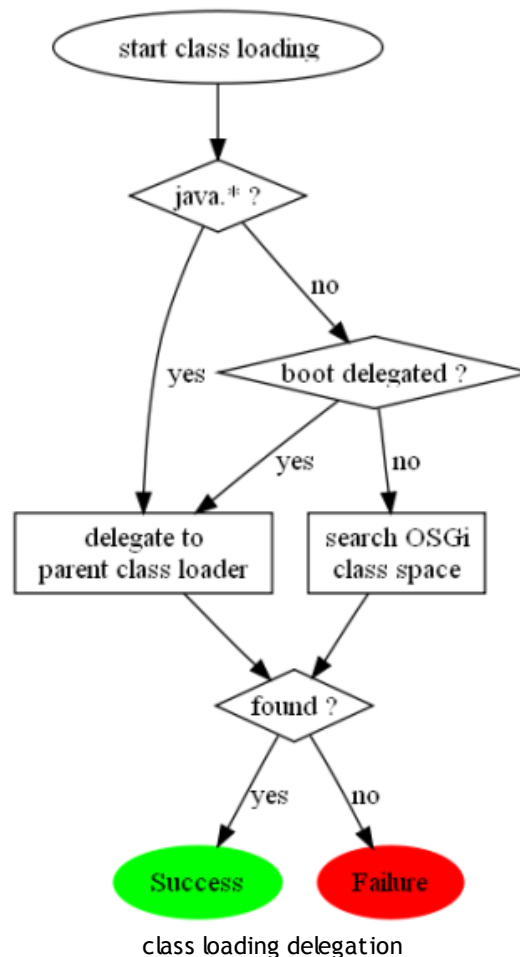 start class loading
java.* ?
no
yes
boot delegated ?
yes
no
delegate to
parent class loader
search OSGi
class space
found ?
yes
no
Success
Failure
class loading delegation